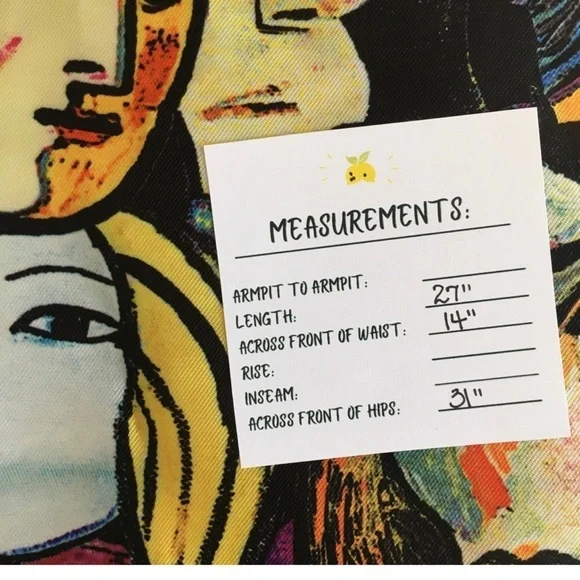 MEASUREMENTS:
ARMPIT TO ARMPIT:
LENGTH: 27"
ACROSS FRONT OF WAIST: 14"
RISE:
INSEAM:
ACROSS FRONT OF HIPS: 31"